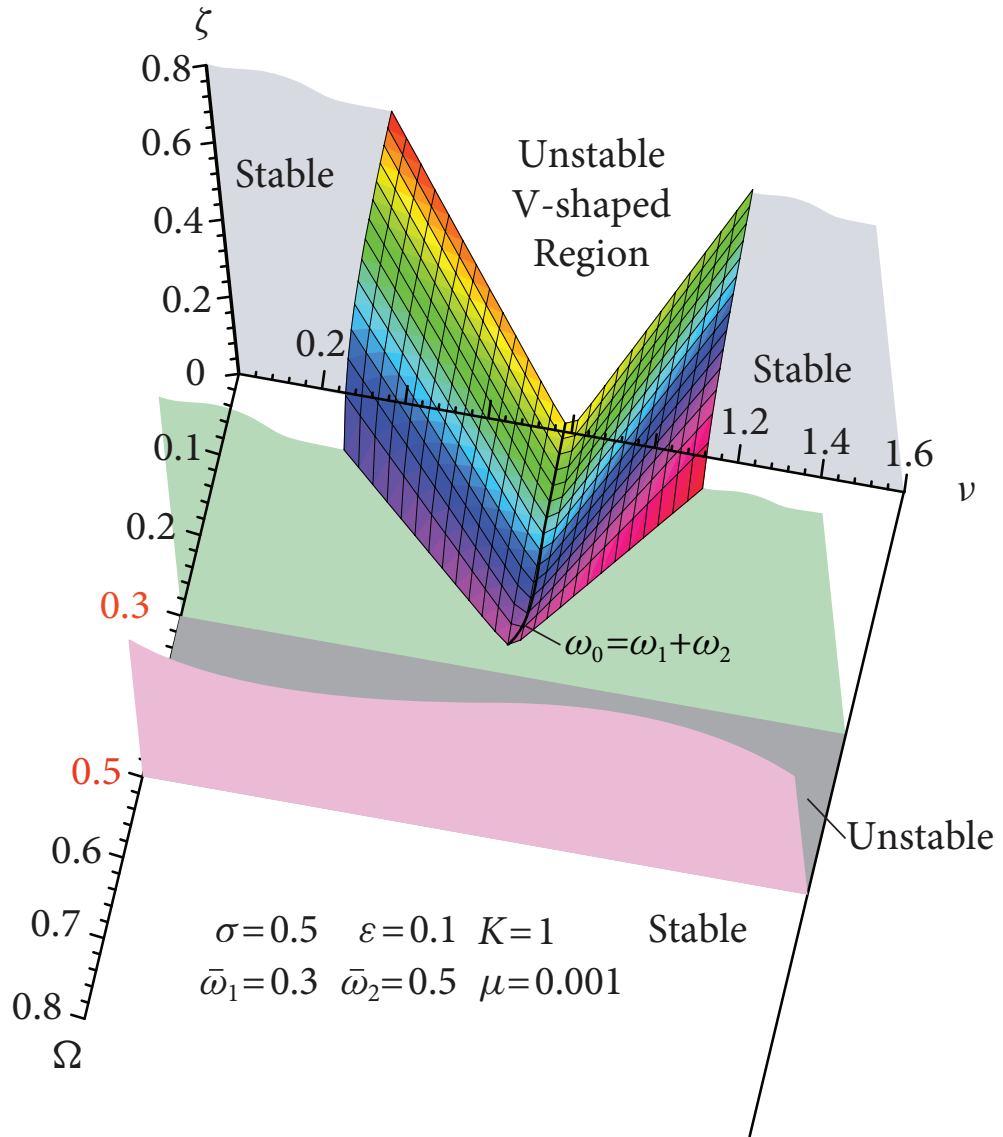 ζ
0.8
0.6
0.4
0.2
0
Stable
Unstable
V-shaped
Region
Stable
0.2
1.2
1.4
1.6
ν
0.1
0.2
0.3
0.5
0.6
0.7
0.8
Ω
ω₀=ω₁+ω₂
Unstable
Stable
σ=0.5 ε=0.1 K=1
ω̄₁=0.3 ω̄₂=0.5 μ=0.001